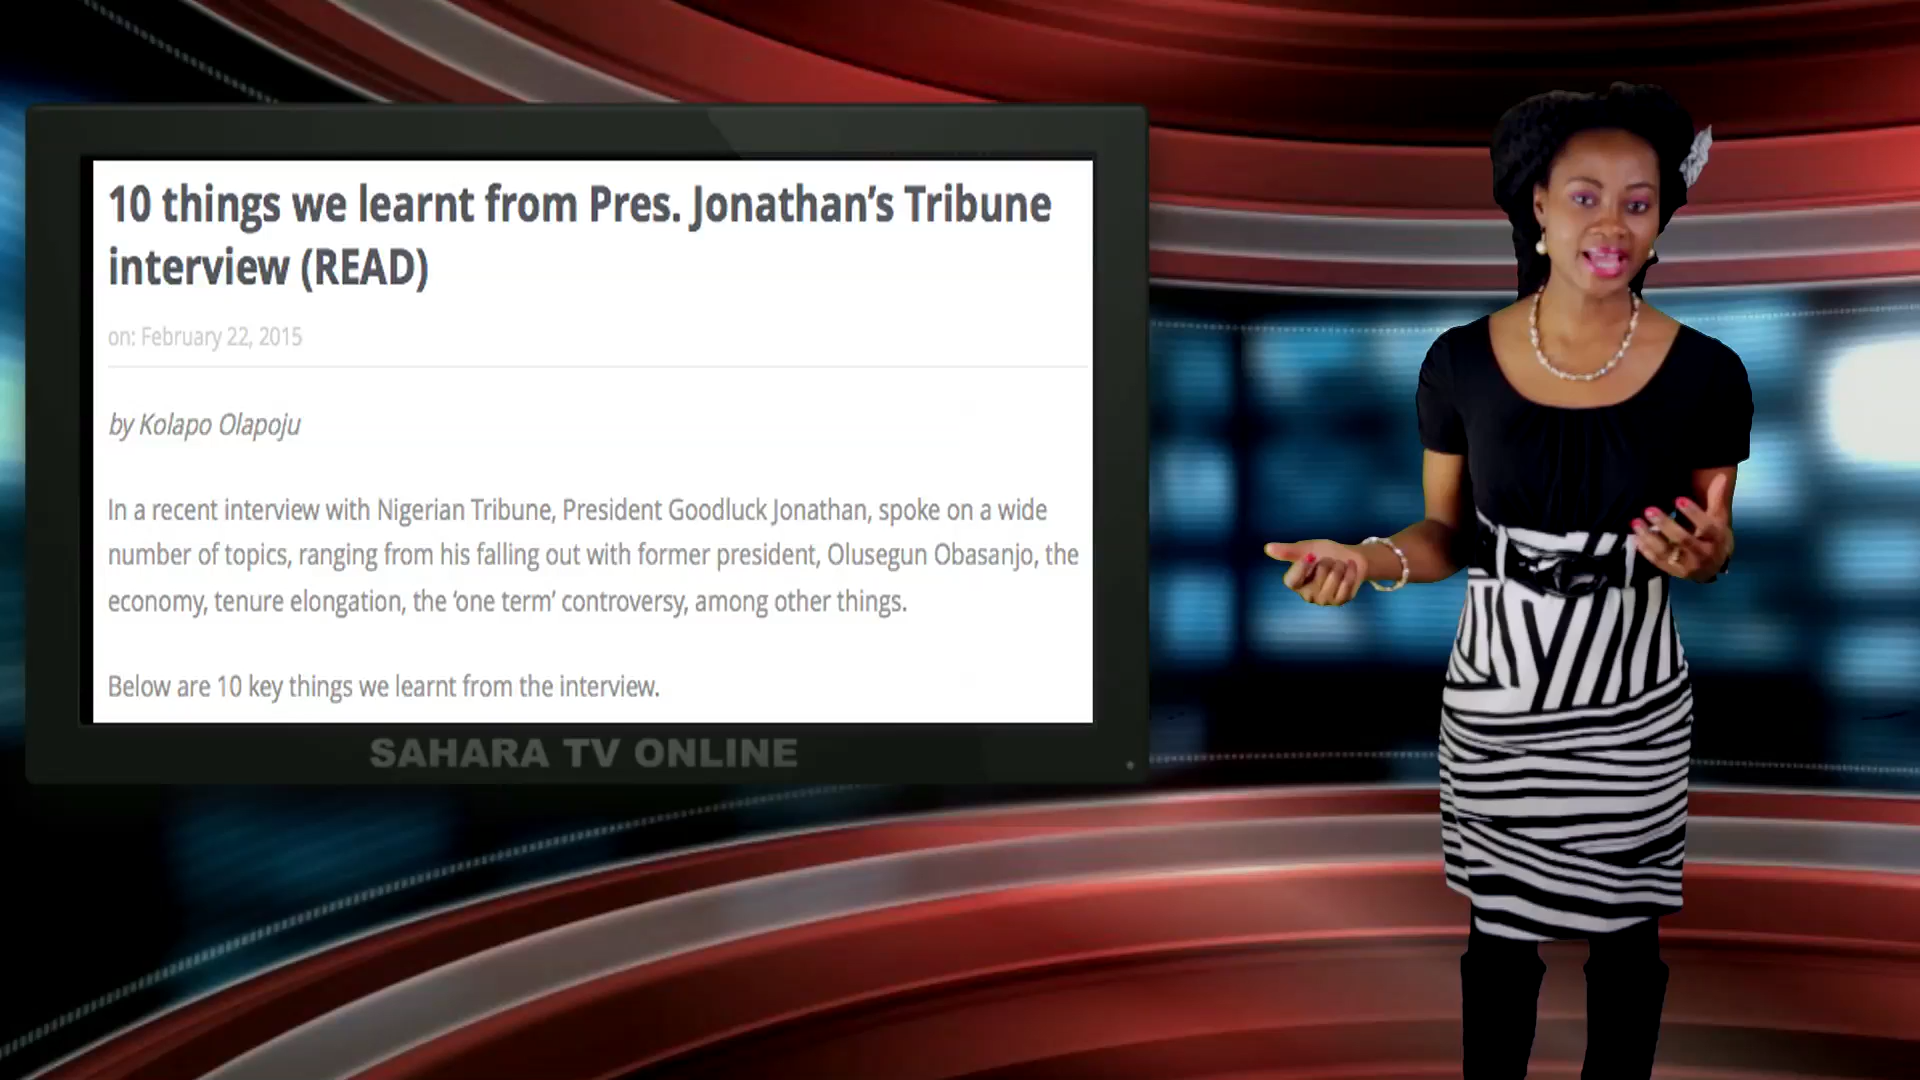 10 things we learnt from Pres. Jonathan’s Tribune
interview (READ)
on: February 22, 2015
by Kolapo Olapoju
In a recent interview with Nigerian Tribune, President Goodluck Jonathan, spoke on a wide
number of topics, ranging from his falling out with former president, Olusegun Obasanjo, the
economy, tenure elongation, the ‘one term’ controversy, among other things.
Below are 10 key things we learnt from the interview.
SAHARA TV ONLINE